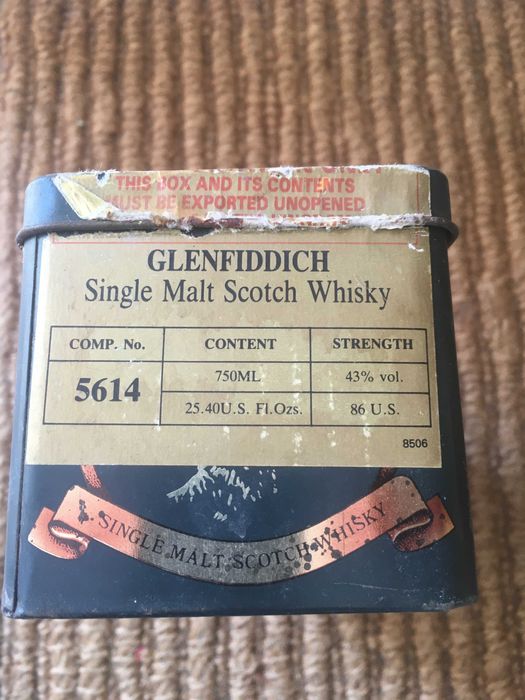 THIS BOX AND ITS CONTENTS
MUST BE EXPORTED UNOPENED
GLENFIDDICH
Single Malt Scotch Whisky
COMP. No. CONTENT STRENGTH
5614 750ML 43% vol.
25.40U.S. Fl.Ozs. 86 U.S.
8506
SINGLE MALT SCOTCH WHISKY